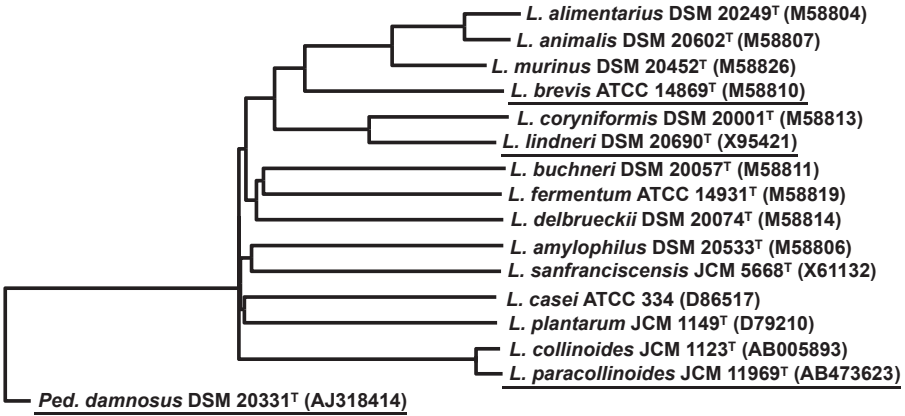 L. alimentarius DSM 20249ᵀ (M58804)
L. animalis DSM 20602ᵀ (M58807)
L. murinus DSM 20452ᵀ (M58826)
L. brevis ATCC 14869ᵀ (M58810)
L. coryniformis DSM 20001ᵀ (M58813)
L. lindneri DSM 20690ᵀ (X95421)
L. buchneri DSM 20057ᵀ (M58811)
L. fermentum ATCC 14931ᵀ (M58819)
L. delbrueckii DSM 20074ᵀ (M58814)
L. amylophilus DSM 20533ᵀ (M58806)
L. sanfranciscensis JCM 5668ᵀ (X61132)
L. casei ATCC 334 (D86517)
L. plantarum JCM 1149ᵀ (D79210)
L. collinoides JCM 1123ᵀ (AB005893)
L. paracollinoides JCM 11969ᵀ (AB473623)
Ped. damnosus DSM 20331ᵀ (AJ318414)